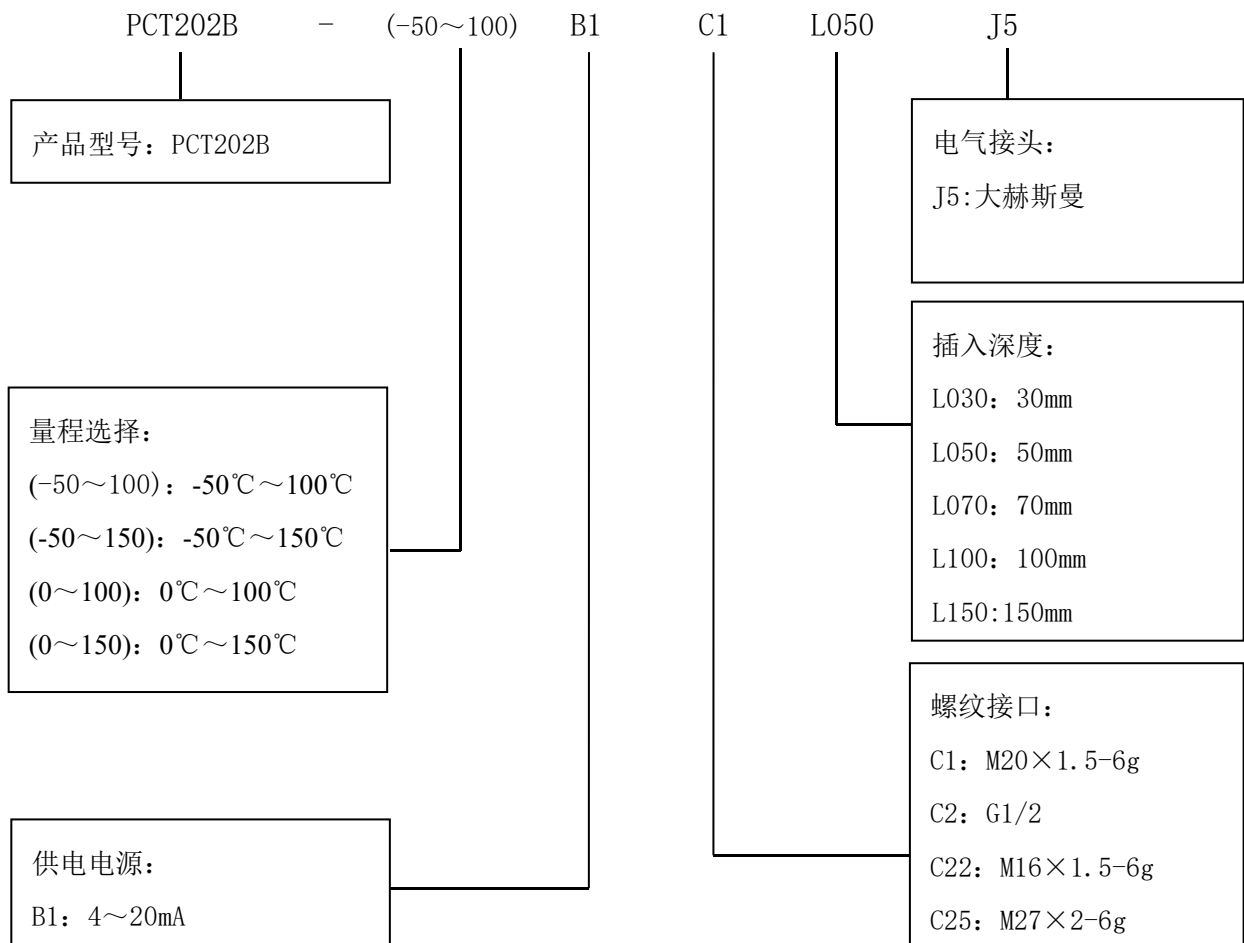 PCT202B - (-50～100) B1 C1 L050 J5
产品型号：PCT202B
电气接头：
J5:大赫斯曼
插入深度：
L030：30mm
L050：50mm
L070：70mm
L100：100mm
L150:150mm
量程选择：
(-50～100)：-50℃～100℃
(-50～150)：-50℃～150℃
(0～100)：0℃～100℃
(0～150)：0℃～150℃
螺纹接口：
C1：M20×1.5-6g
C2：G1/2
C22：M16×1.5-6g
C25：M27×2-6g
供电电源：
B1：4～20mA